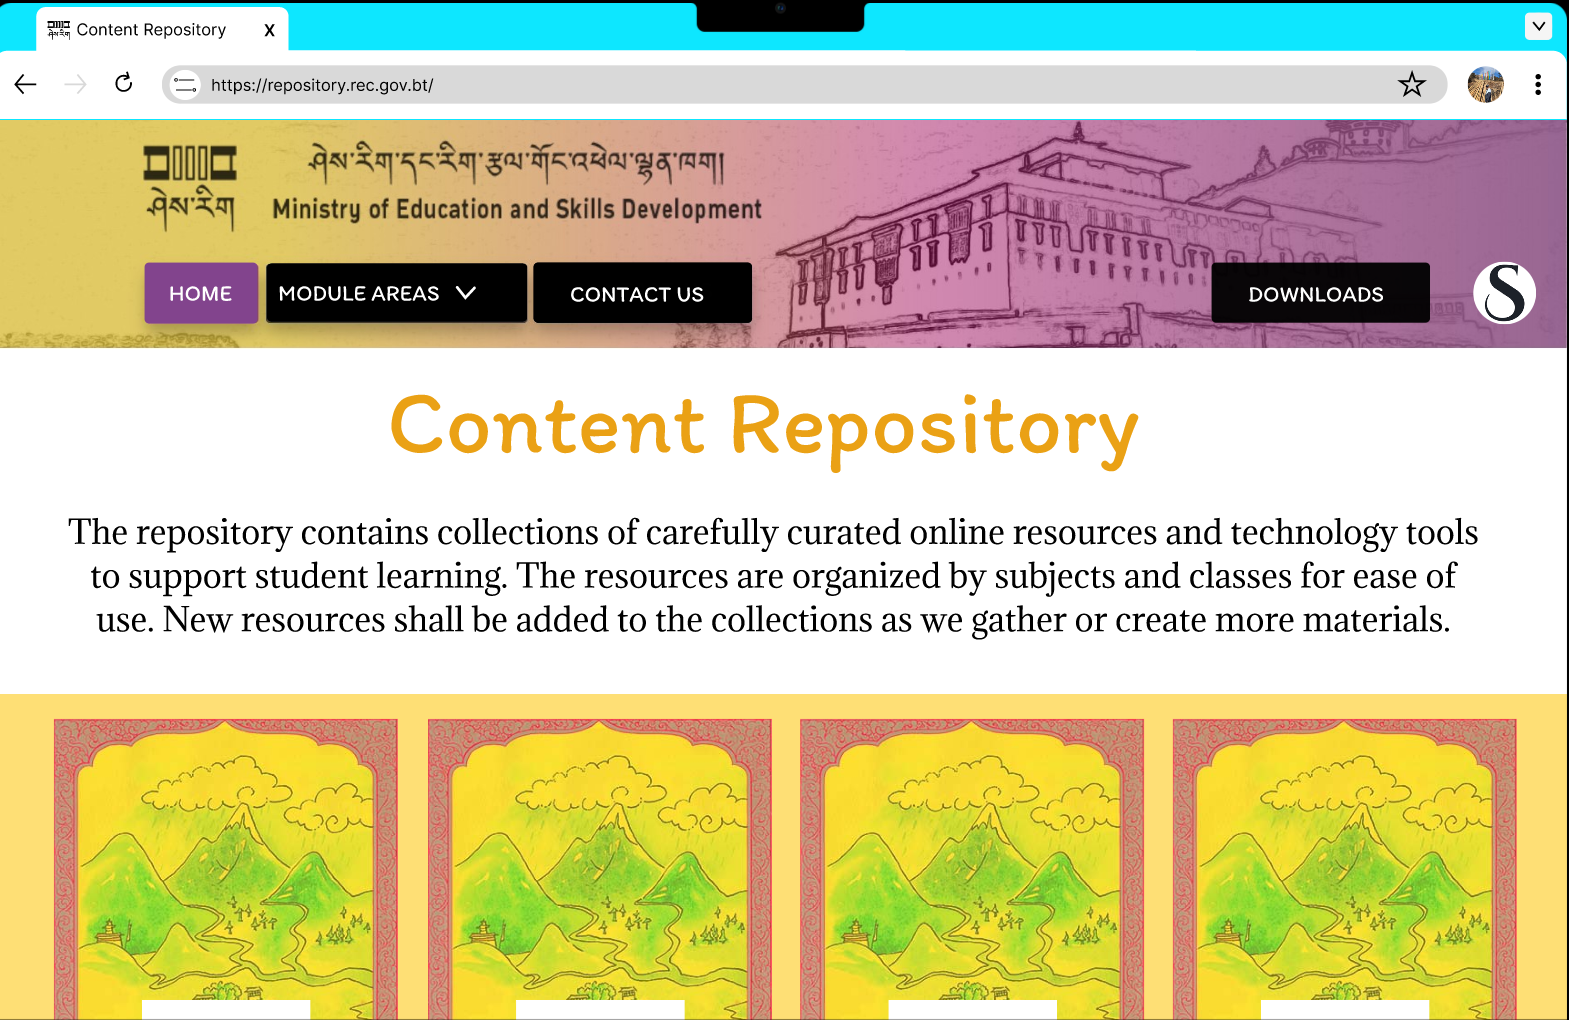 ཤེས་རིག Content Repository X
https://repository.rec.gov.bt/
ཤེས་རིག
ཤེས་རིག་དང་རིག་རྩལ་གོང་འཕེལ་ལྷན་ཁག།
Ministry of Education and Skills Development
HOME MODULE AREAS CONTACT US DOWNLOADS S
Content Repository
The repository contains collections of carefully curated online resources and technology tools
to support student learning. The resources are organized by subjects and classes for ease of
use. New resources shall be added to the collections as we gather or create more materials.